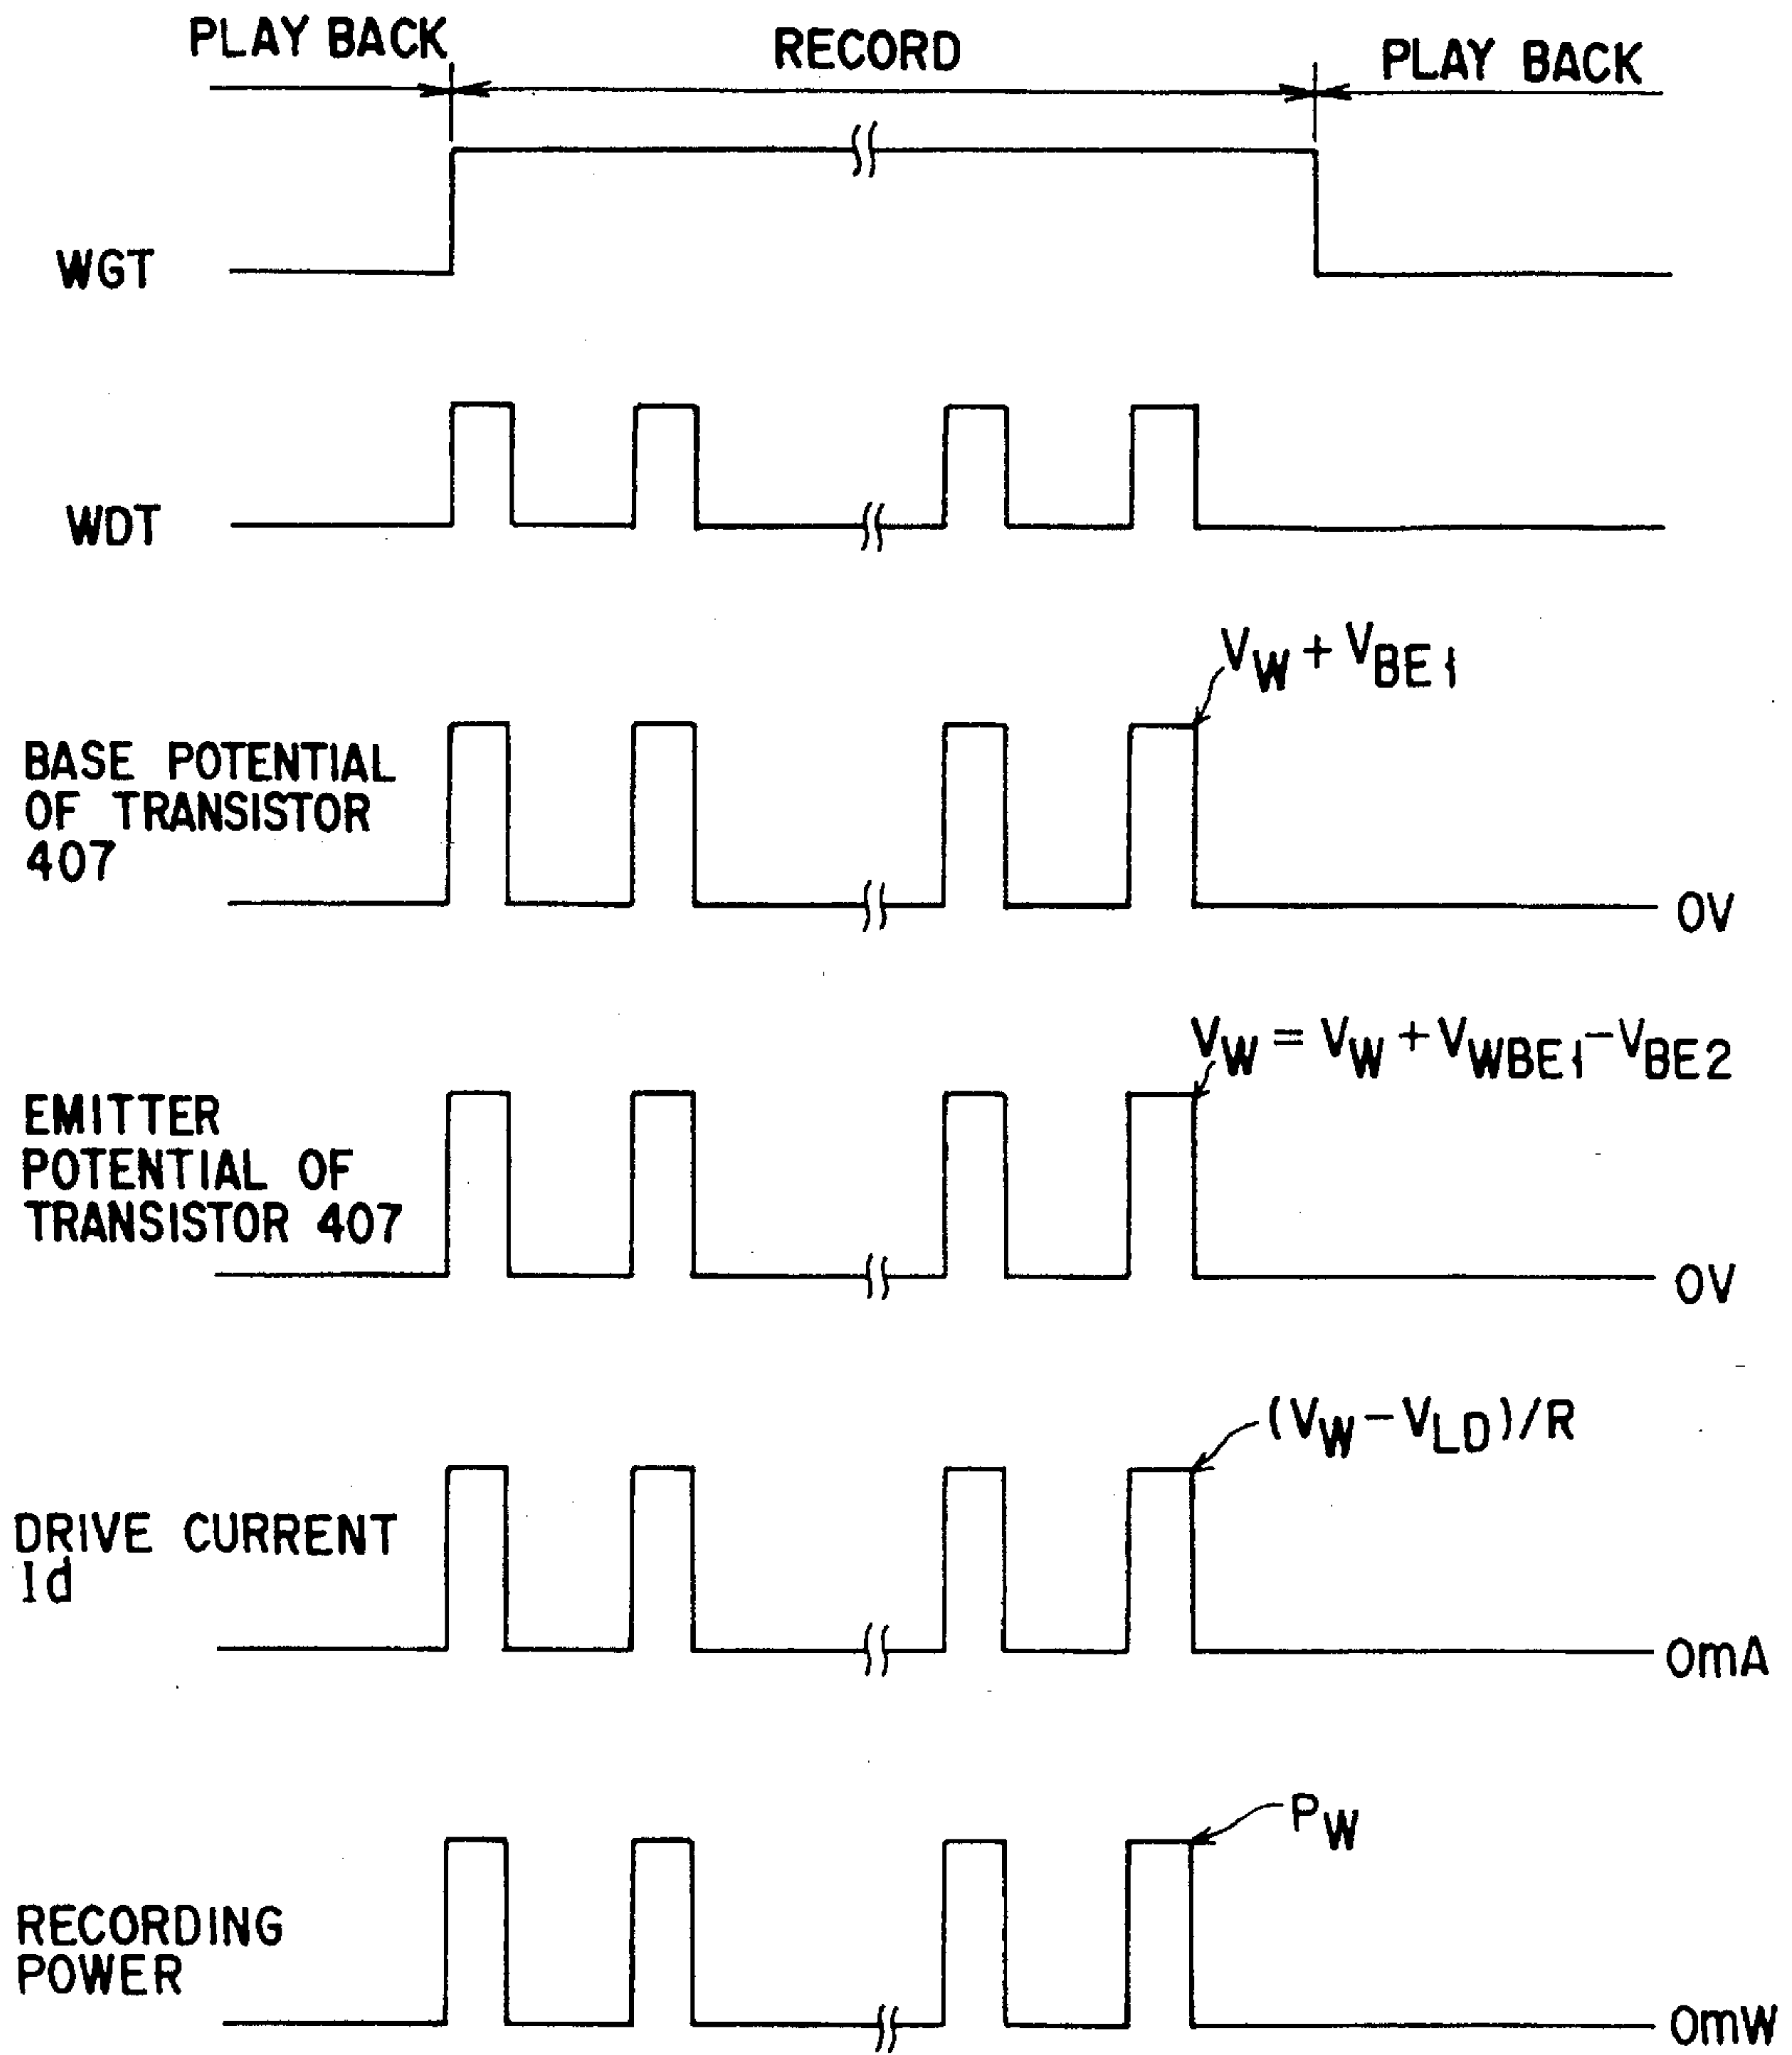 PLAY BACK
RECORD
PLAY BACK
WGT
WDT
VW + VBE1
BASE POTENTIAL
OF TRANSISTOR
407
0V
VW = VW + VWBE1 - VBE2
EMITTER
POTENTIAL OF
TRANSISTOR 407
0V
(VW - VLD)/R
DRIVE CURRENT
Id
0mA
PW
RECORDING
POWER
0mW